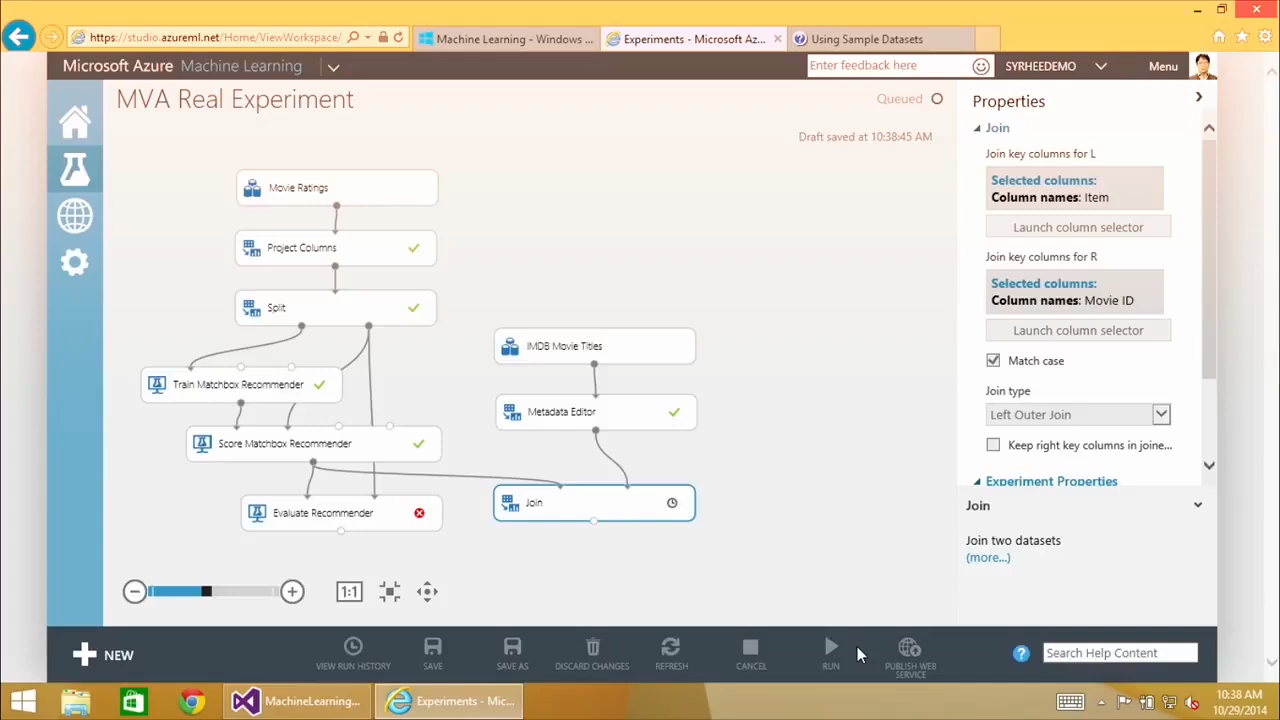 https://studio.azureml.net/Home/ViewWorkspace/
Machine Learning - Windows ...
Experiments - Microsoft Az...
Using Sample Datasets
Microsoft Azure Machine Learning
Enter feedback here
SYRHEEDEMO
Menu
MVA Real Experiment
Queued
Draft saved at 10:38:45 AM
Movie Ratings
Project Columns
Split
IMDB Movie Titles
Train Matchbox Recommender
Metadata Editor
Score Matchbox Recommender
Evaluate Recommender
Join
1:1
Properties
Join
Join key columns for L
Selected columns:
Column names: Item
Launch column selector
Join key columns for R
Selected columns:
Column names: Movie ID
Launch column selector
Match case
Join type
Left Outer Join
Keep right key columns in joine...
Experiment Properties
Join
Join two datasets
(more...)
NEW
VIEW RUN HISTORY
SAVE
SAVE AS
DISCARD CHANGES
REFRESH
CANCEL
RUN
PUBLISH WEB
SERVICE
Search Help Content
MachineLearning...
Experiments - Mic...
10:38 AM
10/29/2014